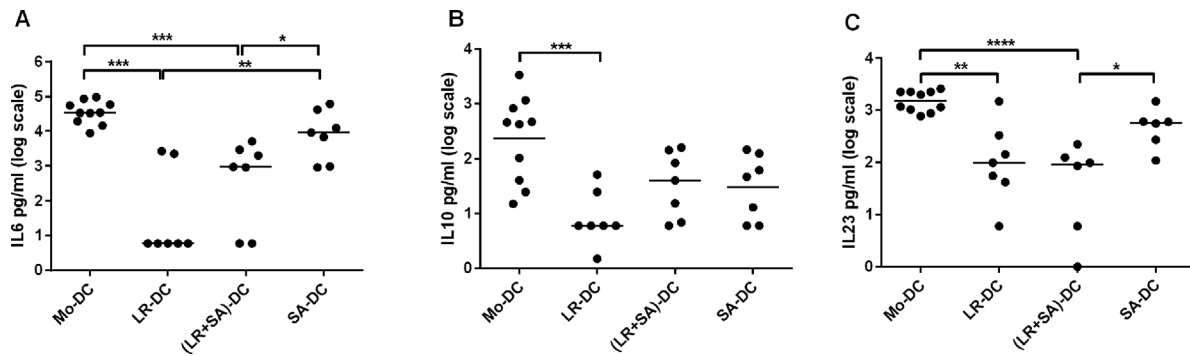 A
***
*
***
**
IL6 pg/ml (log scale)
6
5
4
3
2
1
0
Mo-DC
LR-DC
(LR+SA)-DC
SA-DC
B
***
IL10 pg/ml (log scale)
4
3
2
1
0
Mo-DC
LR-DC
(LR+SA)-DC
SA-DC
C
****
**
*
IL23 pg/ml (log scale)
4
3
2
1
0
Mo-DC
LR-DC
(LR+SA)-DC
SA-DC